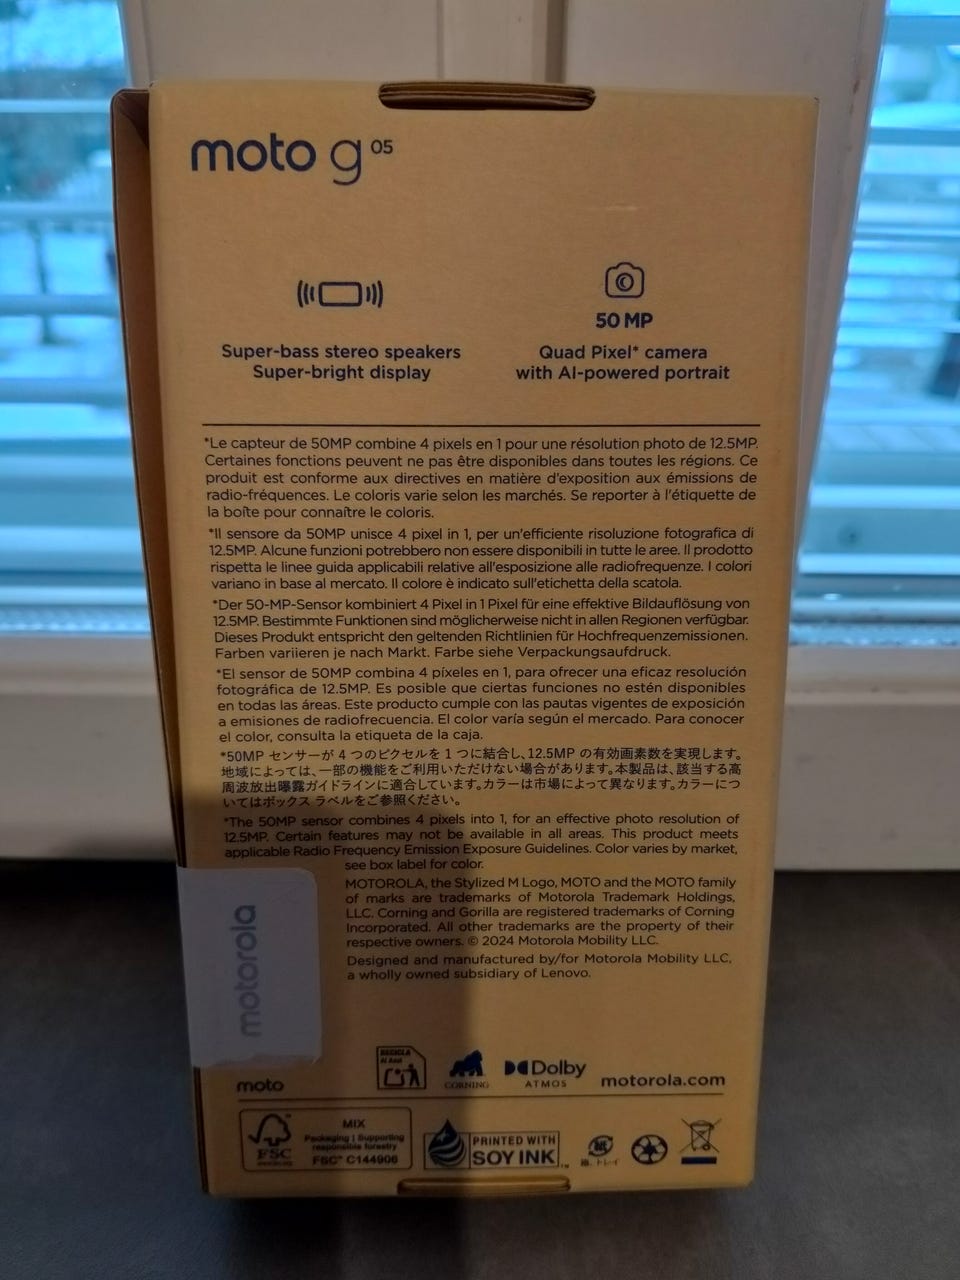 moto g 05
50 MP
Super-bass stereo speakers
Super-bright display
Quad Pixel* camera
with AI-powered portrait
*Le capteur de 50MP combine 4 pixels en 1 pour une résolution photo de 12.5MP.
Certaines fonctions peuvent ne pas être disponibles dans toutes les régions. Ce
produit est conforme aux directives en matière d'exposition aux émissions de
radio-fréquences. Le coloris varie selon les marchés. Se reporter à l'étiquette de
la boîte pour connaître le coloris.
*Il sensore da 50MP unisce 4 pixel in 1, per un'efficiente risoluzione fotografica di
12.5MP. Alcune funzioni potrebbero non essere disponibili in tutte le aree. Il prodotto
rispetta le linee guida applicabili relative all'esposizione alle radiofrequenze. I colori
variano in base al mercato. Il colore è indicato sull'etichetta della scatola.
*Der 50-MP-Sensor kombiniert 4 Pixel in 1 Pixel für eine effektive Bildauflösung von
12.5MP. Bestimmte Funktionen sind möglicherweise nicht in allen Regionen verfügbar.
Dieses Produkt entspricht den geltenden Richtlinien für Hochfrequenzemissionen.
Farben variieren je nach Markt. Farbe siehe Verpackungsaufdruck.
*El sensor de 50MP combina 4 píxeles en 1, para ofrecer una eficaz resolución
fotográfica de 12.5MP. Es posible que ciertas funciones no estén disponibles
en todas las áreas. Este producto cumple con las pautas vigentes de exposición
a emisiones de radiofrecuencia. El color varía según el mercado. Para conocer
el color, consulta la etiqueta de la caja.
*50MP センサーが 4 つのピクセルを 1 つに結合し、12.5MP の有効画素数を実現します。
地域によっては、一部の機能をご利用いただけない場合があります。本製品は、該当する高
周波放出曝露ガイドラインに適合しています。カラーは市場によって異なります。カラーにつ
いてはボックス ラベルをご参照ください。
*The 50MP sensor combines 4 pixels into 1, for an effective photo resolution of
12.5MP. Certain features may not be available in all areas. This product meets
applicable Radio Frequency Emission Exposure Guidelines. Color varies by market,
see box label for color.
MOTOROLA, the Stylized M Logo, MOTO and the MOTO family
of marks are trademarks of Motorola Trademark Holdings,
LLC. Corning and Gorilla are registered trademarks of Corning
Incorporated. All other trademarks are the property of their
respective owners. © 2024 Motorola Mobility LLC.
Designed and manufactured by/for Motorola Mobility LLC,
a wholly owned subsidiary of Lenovo.
motorola
moto
RECICLA
CORNING
Dolby
ATMOS
motorola.com
FSC
MIX
Packaging | Supporting
responsible forestry
FSC™ C144906
PRINTED WITH
SOY INK™